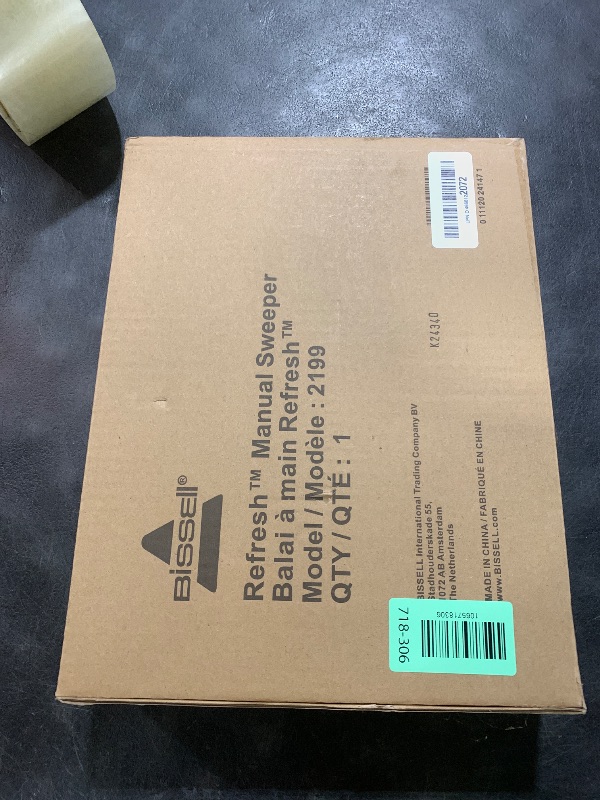 BISSELL®
Refresh™ Manual Sweeper
Balai à main Refresh™
Model / Modèle : 2199
QTY / QTÉ : 1
BISSELL International Trading Company BV
Stadhouderskade 55,
1072 AB Amsterdam
The Netherlands
MADE IN CHINA / FABRIQUÉ EN CHINE
www.BISSELL.com
K24340
2072
0 11120 24147 1
718-306
1065718306